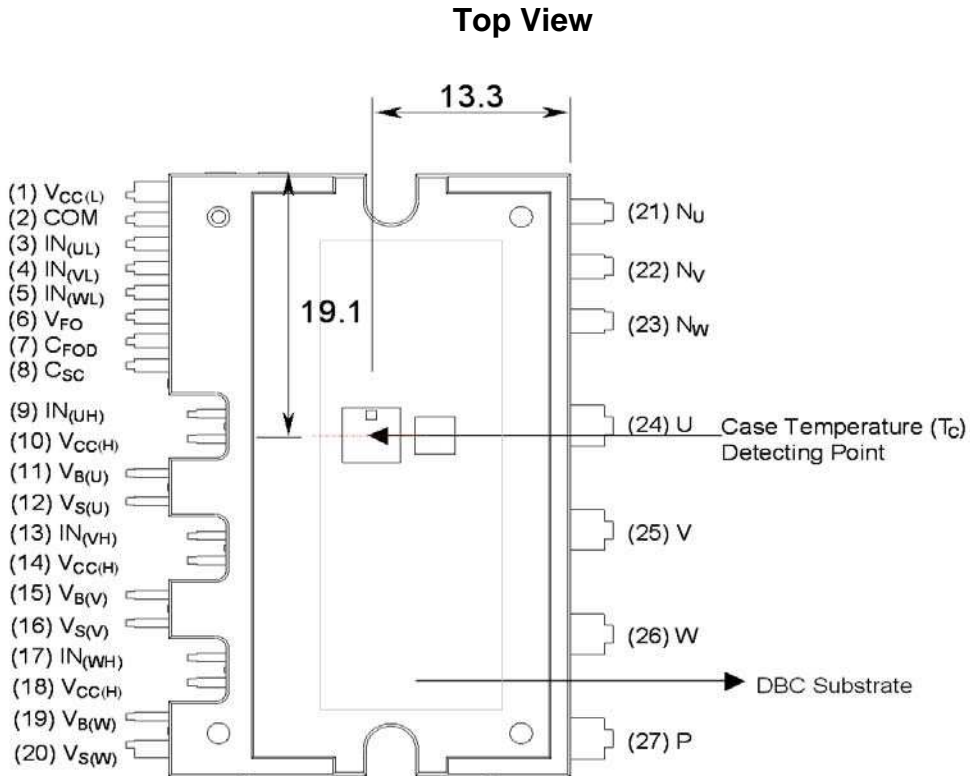 Top View
13.3
19.1
(1) VCC(L)
(2) COM
(3) IN(UL)
(4) IN(VL)
(5) IN(WL)
(6) VFO
(7) CFOD
(8) CSC
(9) IN(UH)
(10) VCC(H)
(11) VB(U)
(12) VS(U)
(13) IN(VH)
(14) VCC(H)
(15) VB(V)
(16) VS(V)
(17) IN(WH)
(18) VCC(H)
(19) VB(W)
(20) VS(W)
(21) NU
(22) NV
(23) NW
(24) U
Case Temperature (TC)
Detecting Point
(25) V
(26) W
DBC Substrate
(27) P